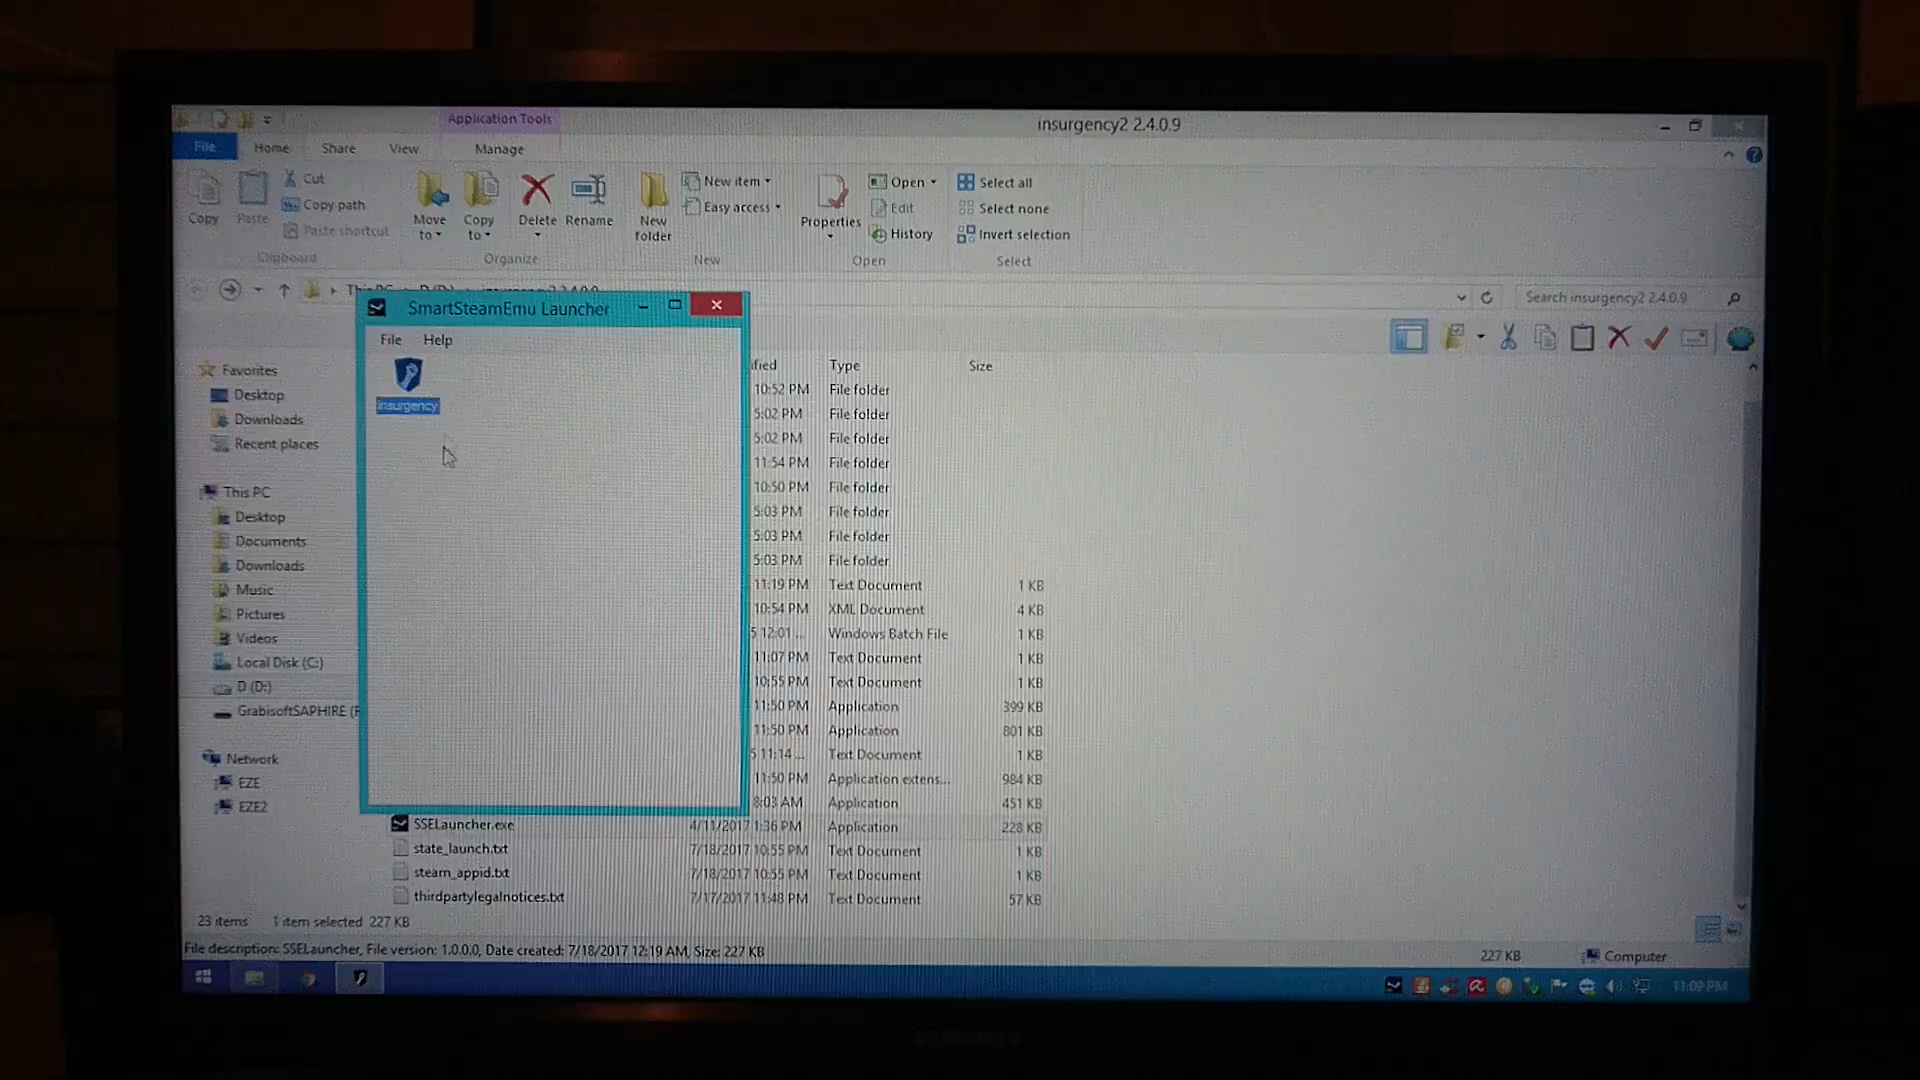 Application Tools
insurgency2 2.4.0.9
File Home Share View Manage
Copy
Paste
Cut
Copy path
Paste shortcut
Clipboard
Move to
Copy to
Delete
Rename
Organize
New folder
New item
Easy access
New
Properties
Open
Edit
History
Open
Select all
Select none
Invert selection
Select
Search insurgency2 2.4.0.9
SmartSteamEmu Launcher
File Help
insurgency
Favorites
Desktop
Downloads
Recent places
This PC
Desktop
Documents
Downloads
Music
Pictures
Videos
Local Disk (C:)
D (D:)
GrabisoftSAPHIRE (F
Network
EZE
EZE2
ified Type Size
10:52 PM File folder
5:02 PM File folder
5:02 PM File folder
11:54 PM File folder
10:50 PM File folder
5:03 PM File folder
5:03 PM File folder
5:03 PM File folder
11:19 PM Text Document 1 KB
10:54 PM XML Document 4 KB
5 12:01 ... Windows Batch File 1 KB
11:07 PM Text Document 1 KB
10:55 PM Text Document 1 KB
11:50 PM Application 399 KB
11:50 PM Application 801 KB
5 11:14 ... Text Document 1 KB
11:50 PM Application extens... 984 KB
8:03 AM Application 451 KB
SSELauncher.exe 4/11/2017 1:36 PM Application 228 KB
state_launch.txt 7/18/2017 10:55 PM Text Document 1 KB
steam_appid.txt 7/18/2017 10:55 PM Text Document 1 KB
thirdpartylegalnotices.txt 7/17/2017 11:48 PM Text Document 57 KB
23 items 1 item selected 227 KB
File description: SSELauncher, File version: 1.0.0.0, Date created: 7/18/2017 12:19 AM, Size: 227 KB
227 KB
Computer
11:09 PM